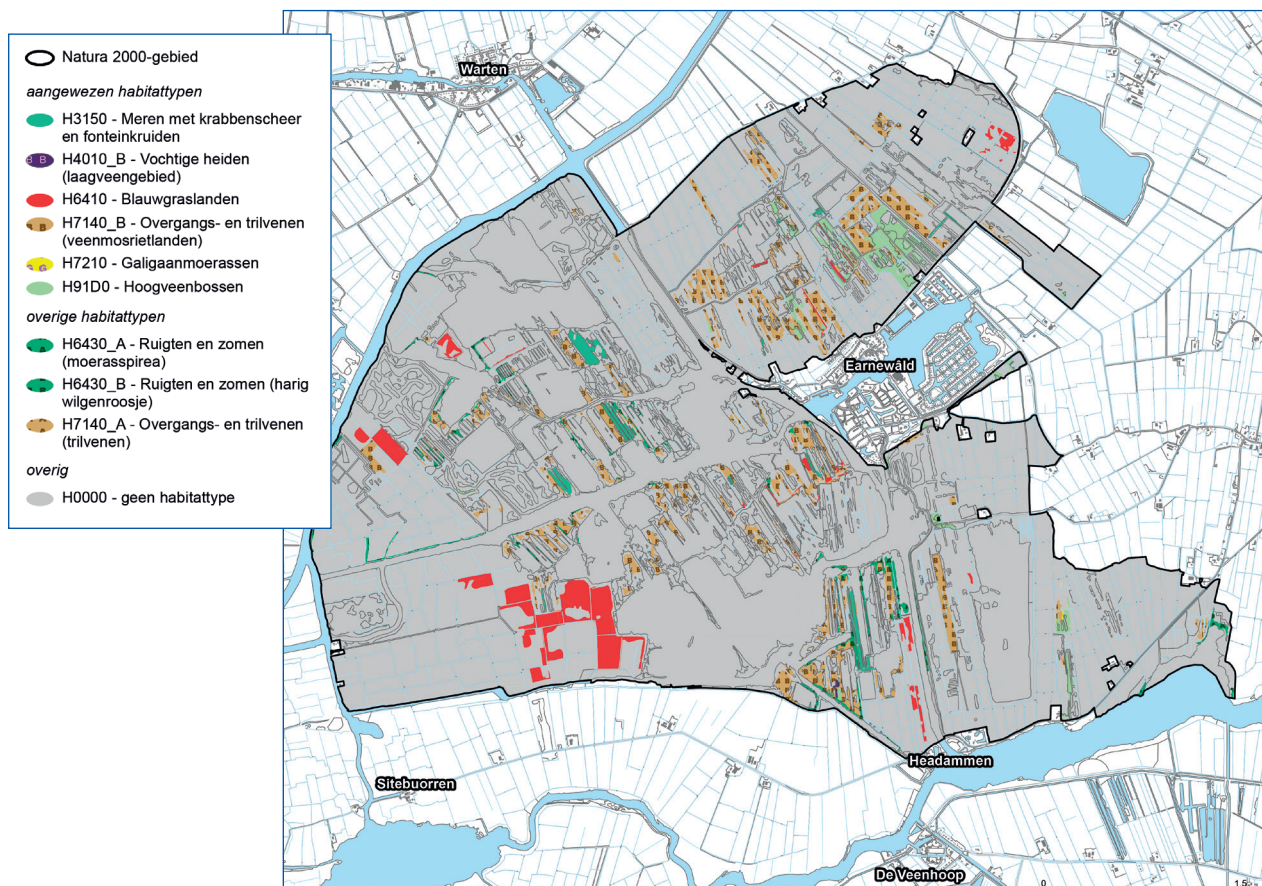 Natura 2000-gebied
aangewezen habitattypen
H3150 - Meren met krabbenscheer
en fonteinkruiden
B B
H4010_B - Vochtige heiden
(laagveengebied)
H6410 - Blauwgraslanden
B
H7140_B - Overgangs- en trilvenen
(veenmosrietlanden)
G
H7210 - Galigaanmoerassen
H91D0 - Hoogveenbossen
overige habitattypen
H6430_A - Ruigten en zomen
(moerasspirea)
H6430_B - Ruigten en zomen (harig
wilgenroosje)
H7140_A - Overgangs- en trilvenen
(trilvenen)
overig
H0000 - geen habitattype
Warten
Earnewâld
Headammen
Sitebuorren
De Veenhoop
0 1,5